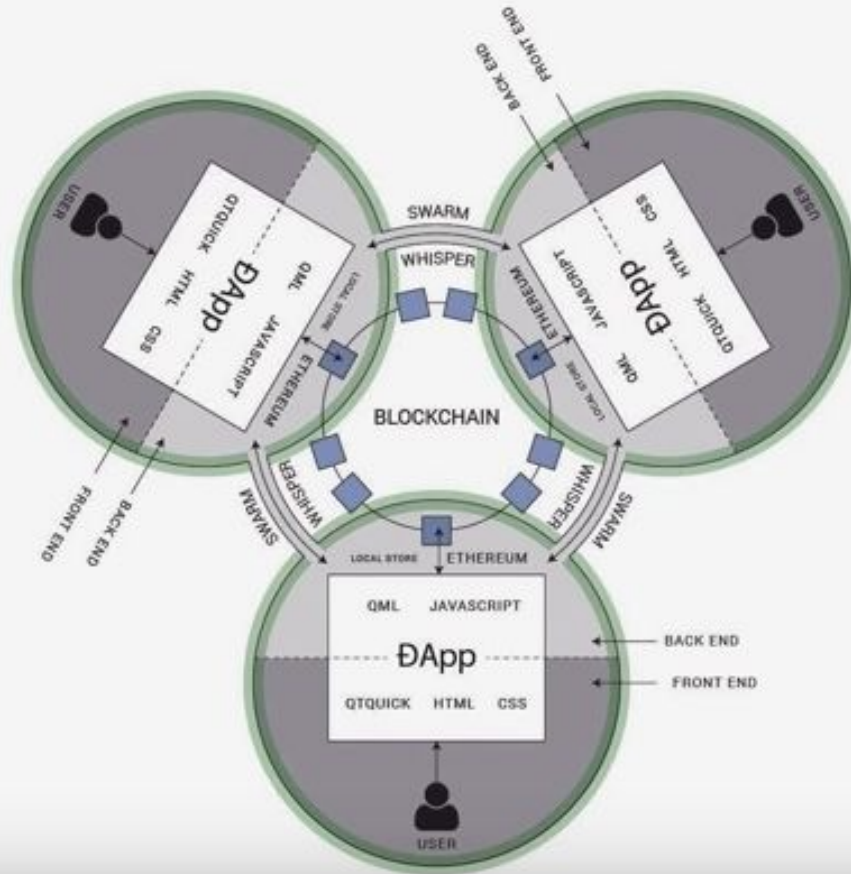 FRONT END
BACK END
USER
QTQUICK HTML CSS
ĐApp
QML JAVASCRIPT
LOCAL STORE
ETHEREUM
FRONT END
BACK END
SWARM
WHISPER
USER
CSS HTML QTQUICK
ĐApp
JAVASCRIPT QML
ETHEREUM
LOCAL STORE
BLOCKCHAIN
WHISPER
SWARM
WHISPER
SWARM
LOCAL STORE ETHEREUM
QML JAVASCRIPT
ĐApp
QTQUICK HTML CSS
BACK END
FRONT END
USER